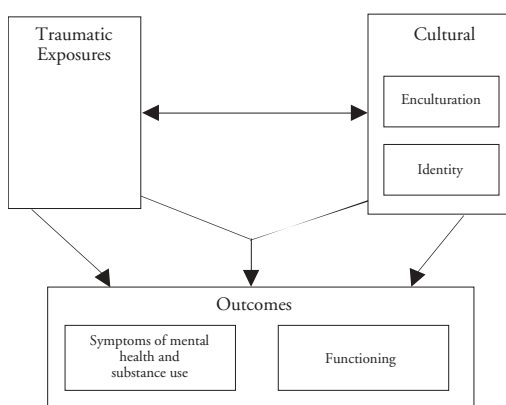 Traumatic
Exposures
Cultural
Enculturation
Identity
Outcomes
Symptoms of mental
health and
substance use
Functioning